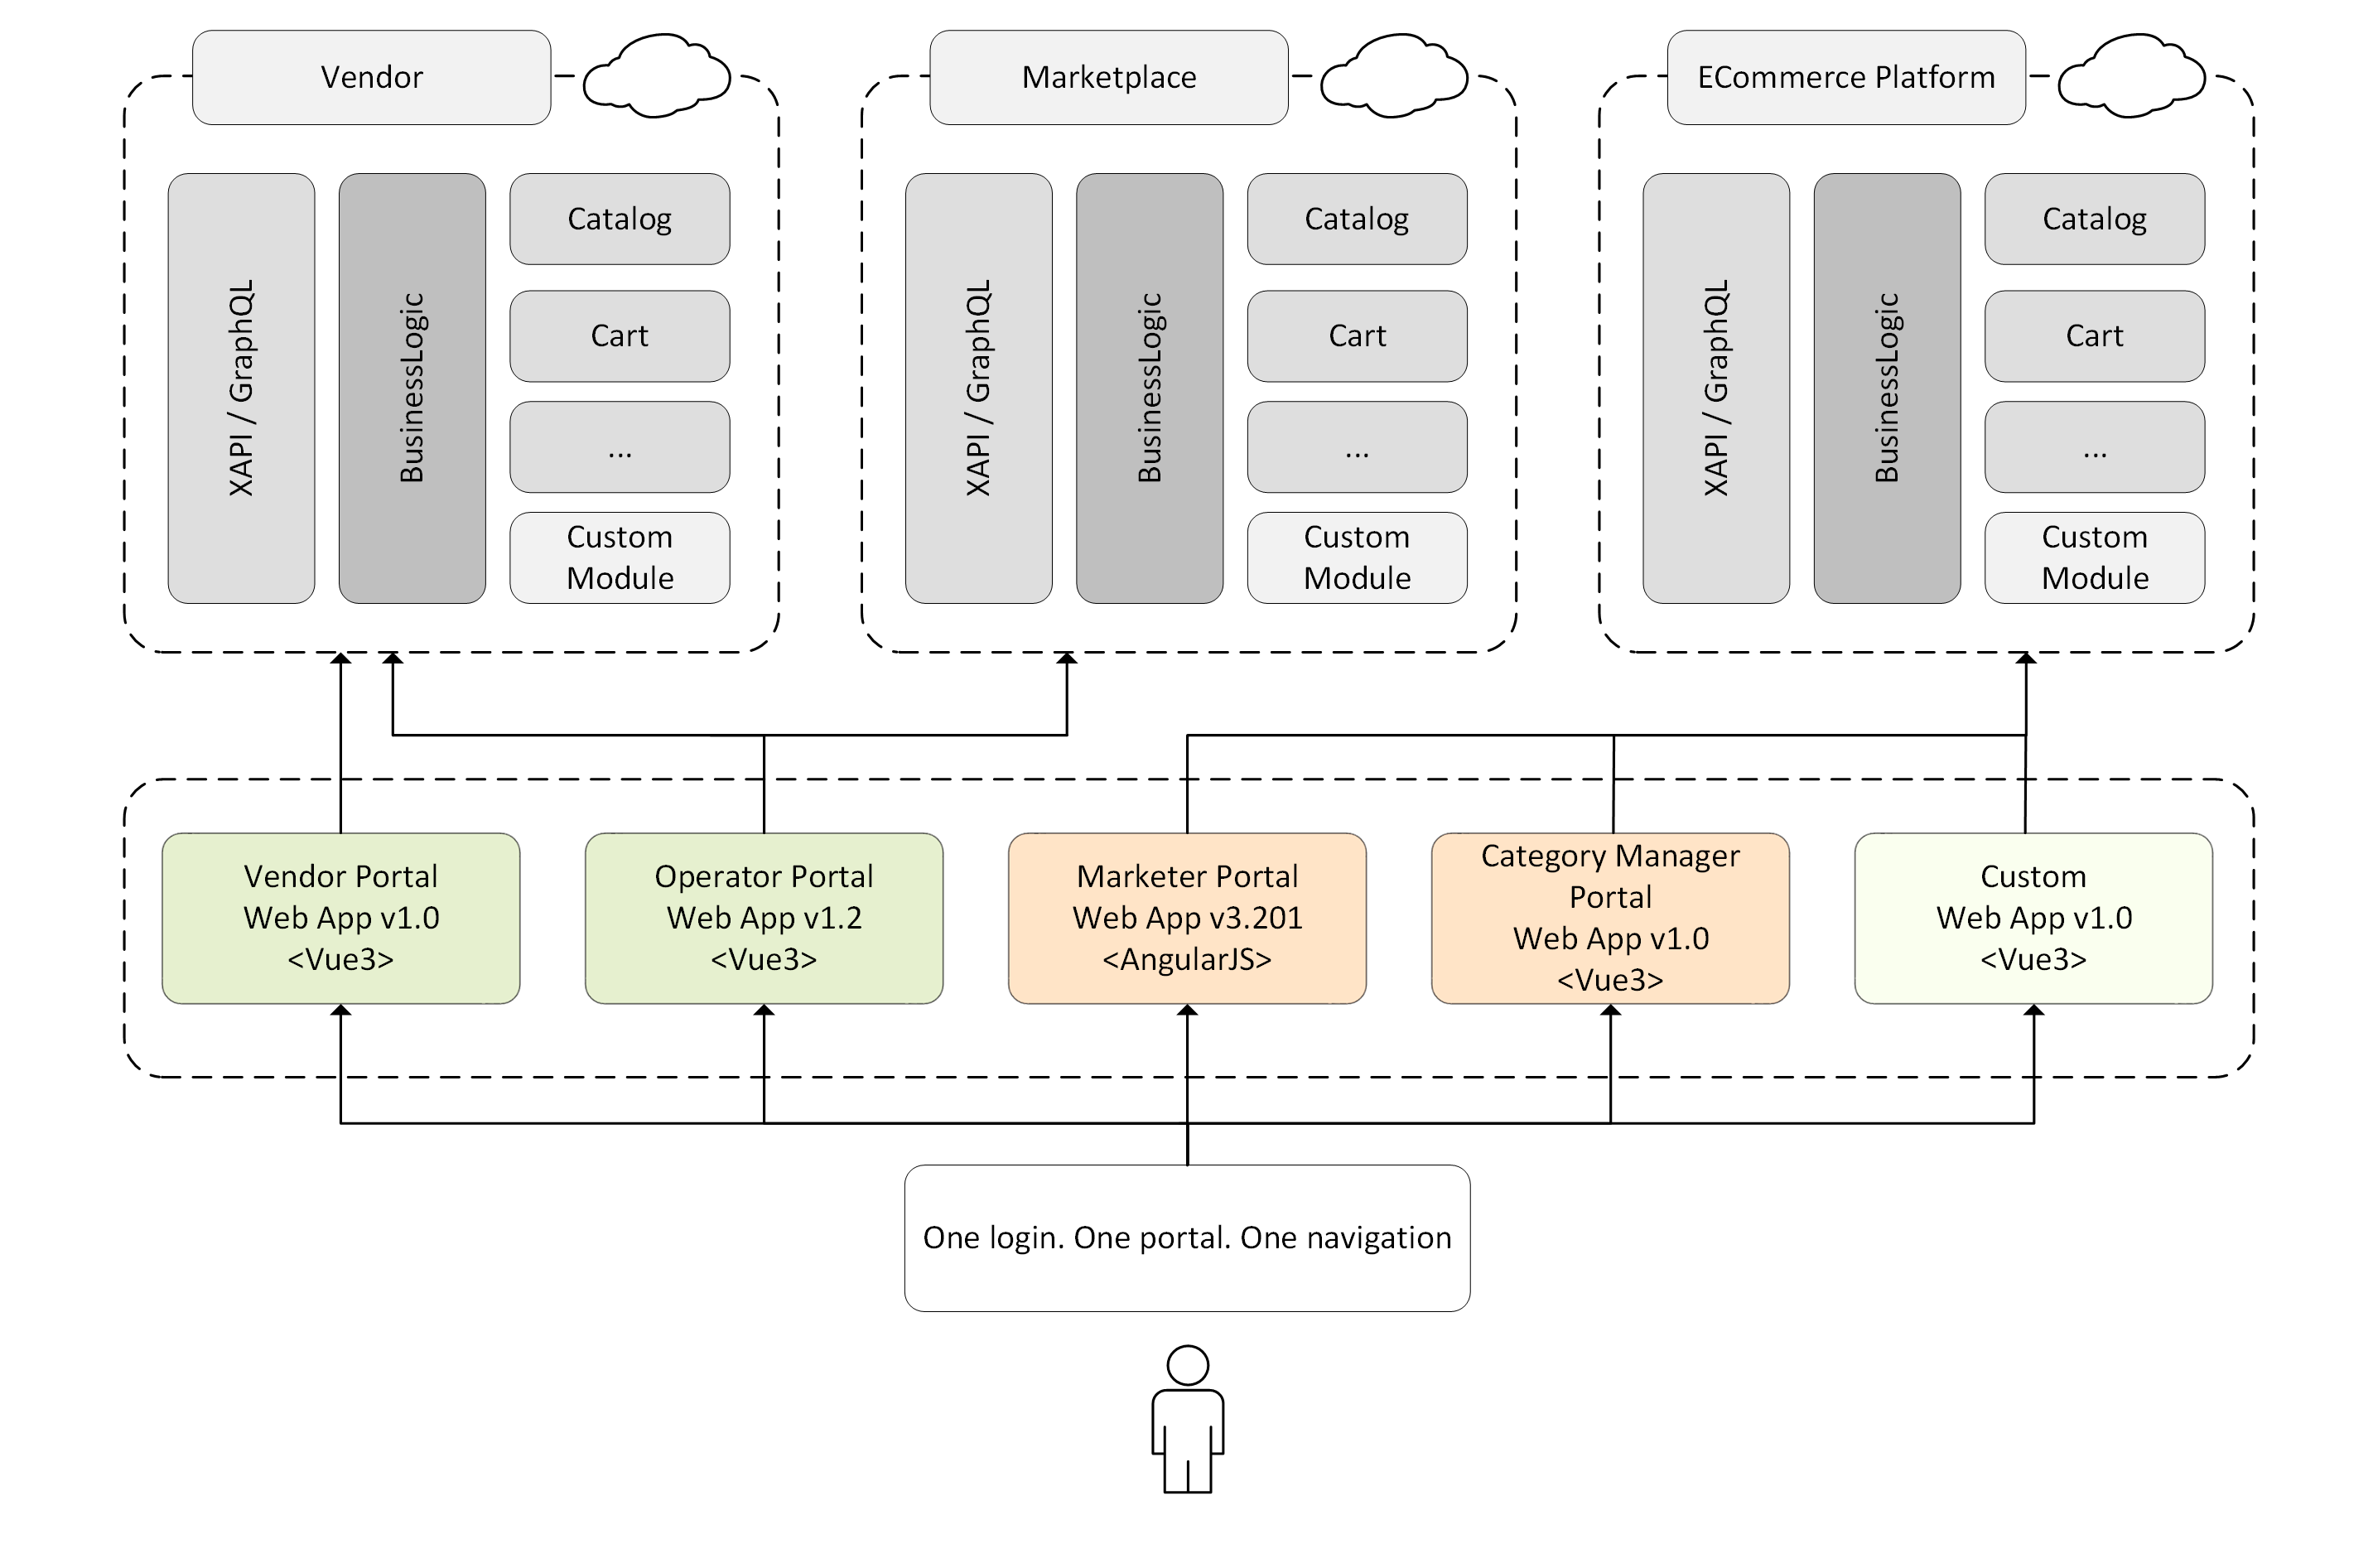 Vendor
Marketplace
ECommerce Platform
XAPI / GraphQL
BusinessLogic
Catalog
Cart
...
Custom
Module
XAPI / GraphQL
BusinessLogic
Catalog
Cart
...
Custom
Module
XAPI / GraphQL
BusinessLogic
Catalog
Cart
...
Custom
Module
Vendor Portal
Web App v1.0
<Vue3>
Operator Portal
Web App v1.2
<Vue3>
Marketer Portal
Web App v3.201
<AngularJS>
Category Manager
Portal
Web App v1.0
<Vue3>
Custom
Web App v1.0
<Vue3>
One login. One portal. One navigation